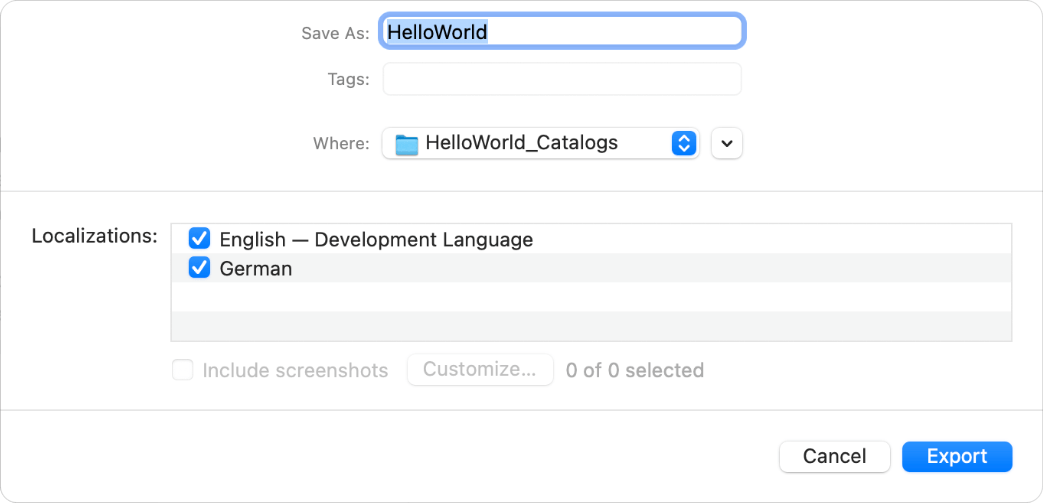 Save As: HelloWorld
Tags:
Where: HelloWorld_Catalogs
Localizations: English — Development Language
German
Include screenshots Customize... 0 of 0 selected
Cancel Export